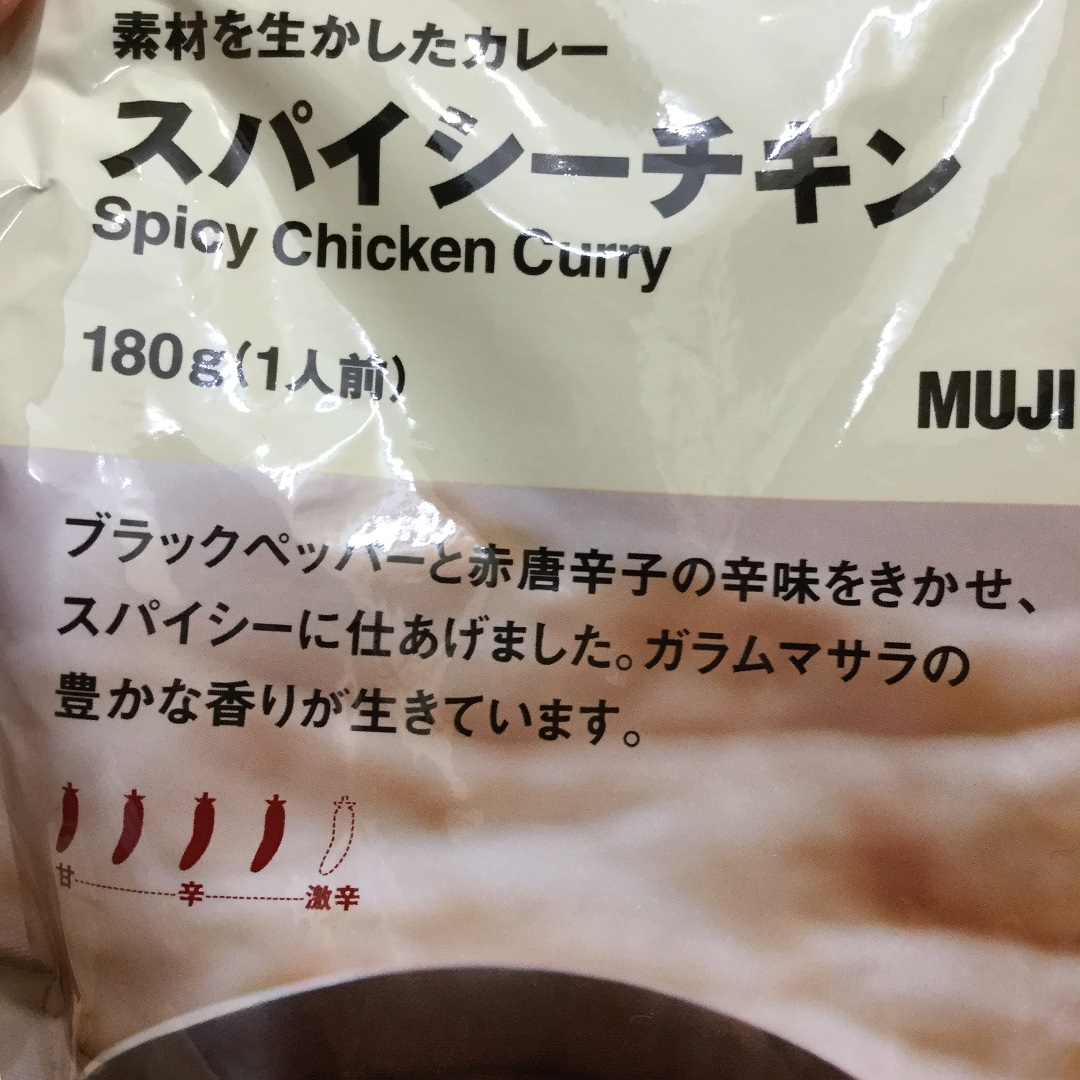 素材を生かしたカレー
スパイシーチキン
Spicy Chicken Curry
180g(1人前)
MUJI
ブラックペッパーと赤唐辛子の辛味をきかせ、
スパイシーに仕あげました。ガラムマサラの
豊かな香りが生きています。
甘 辛 激辛